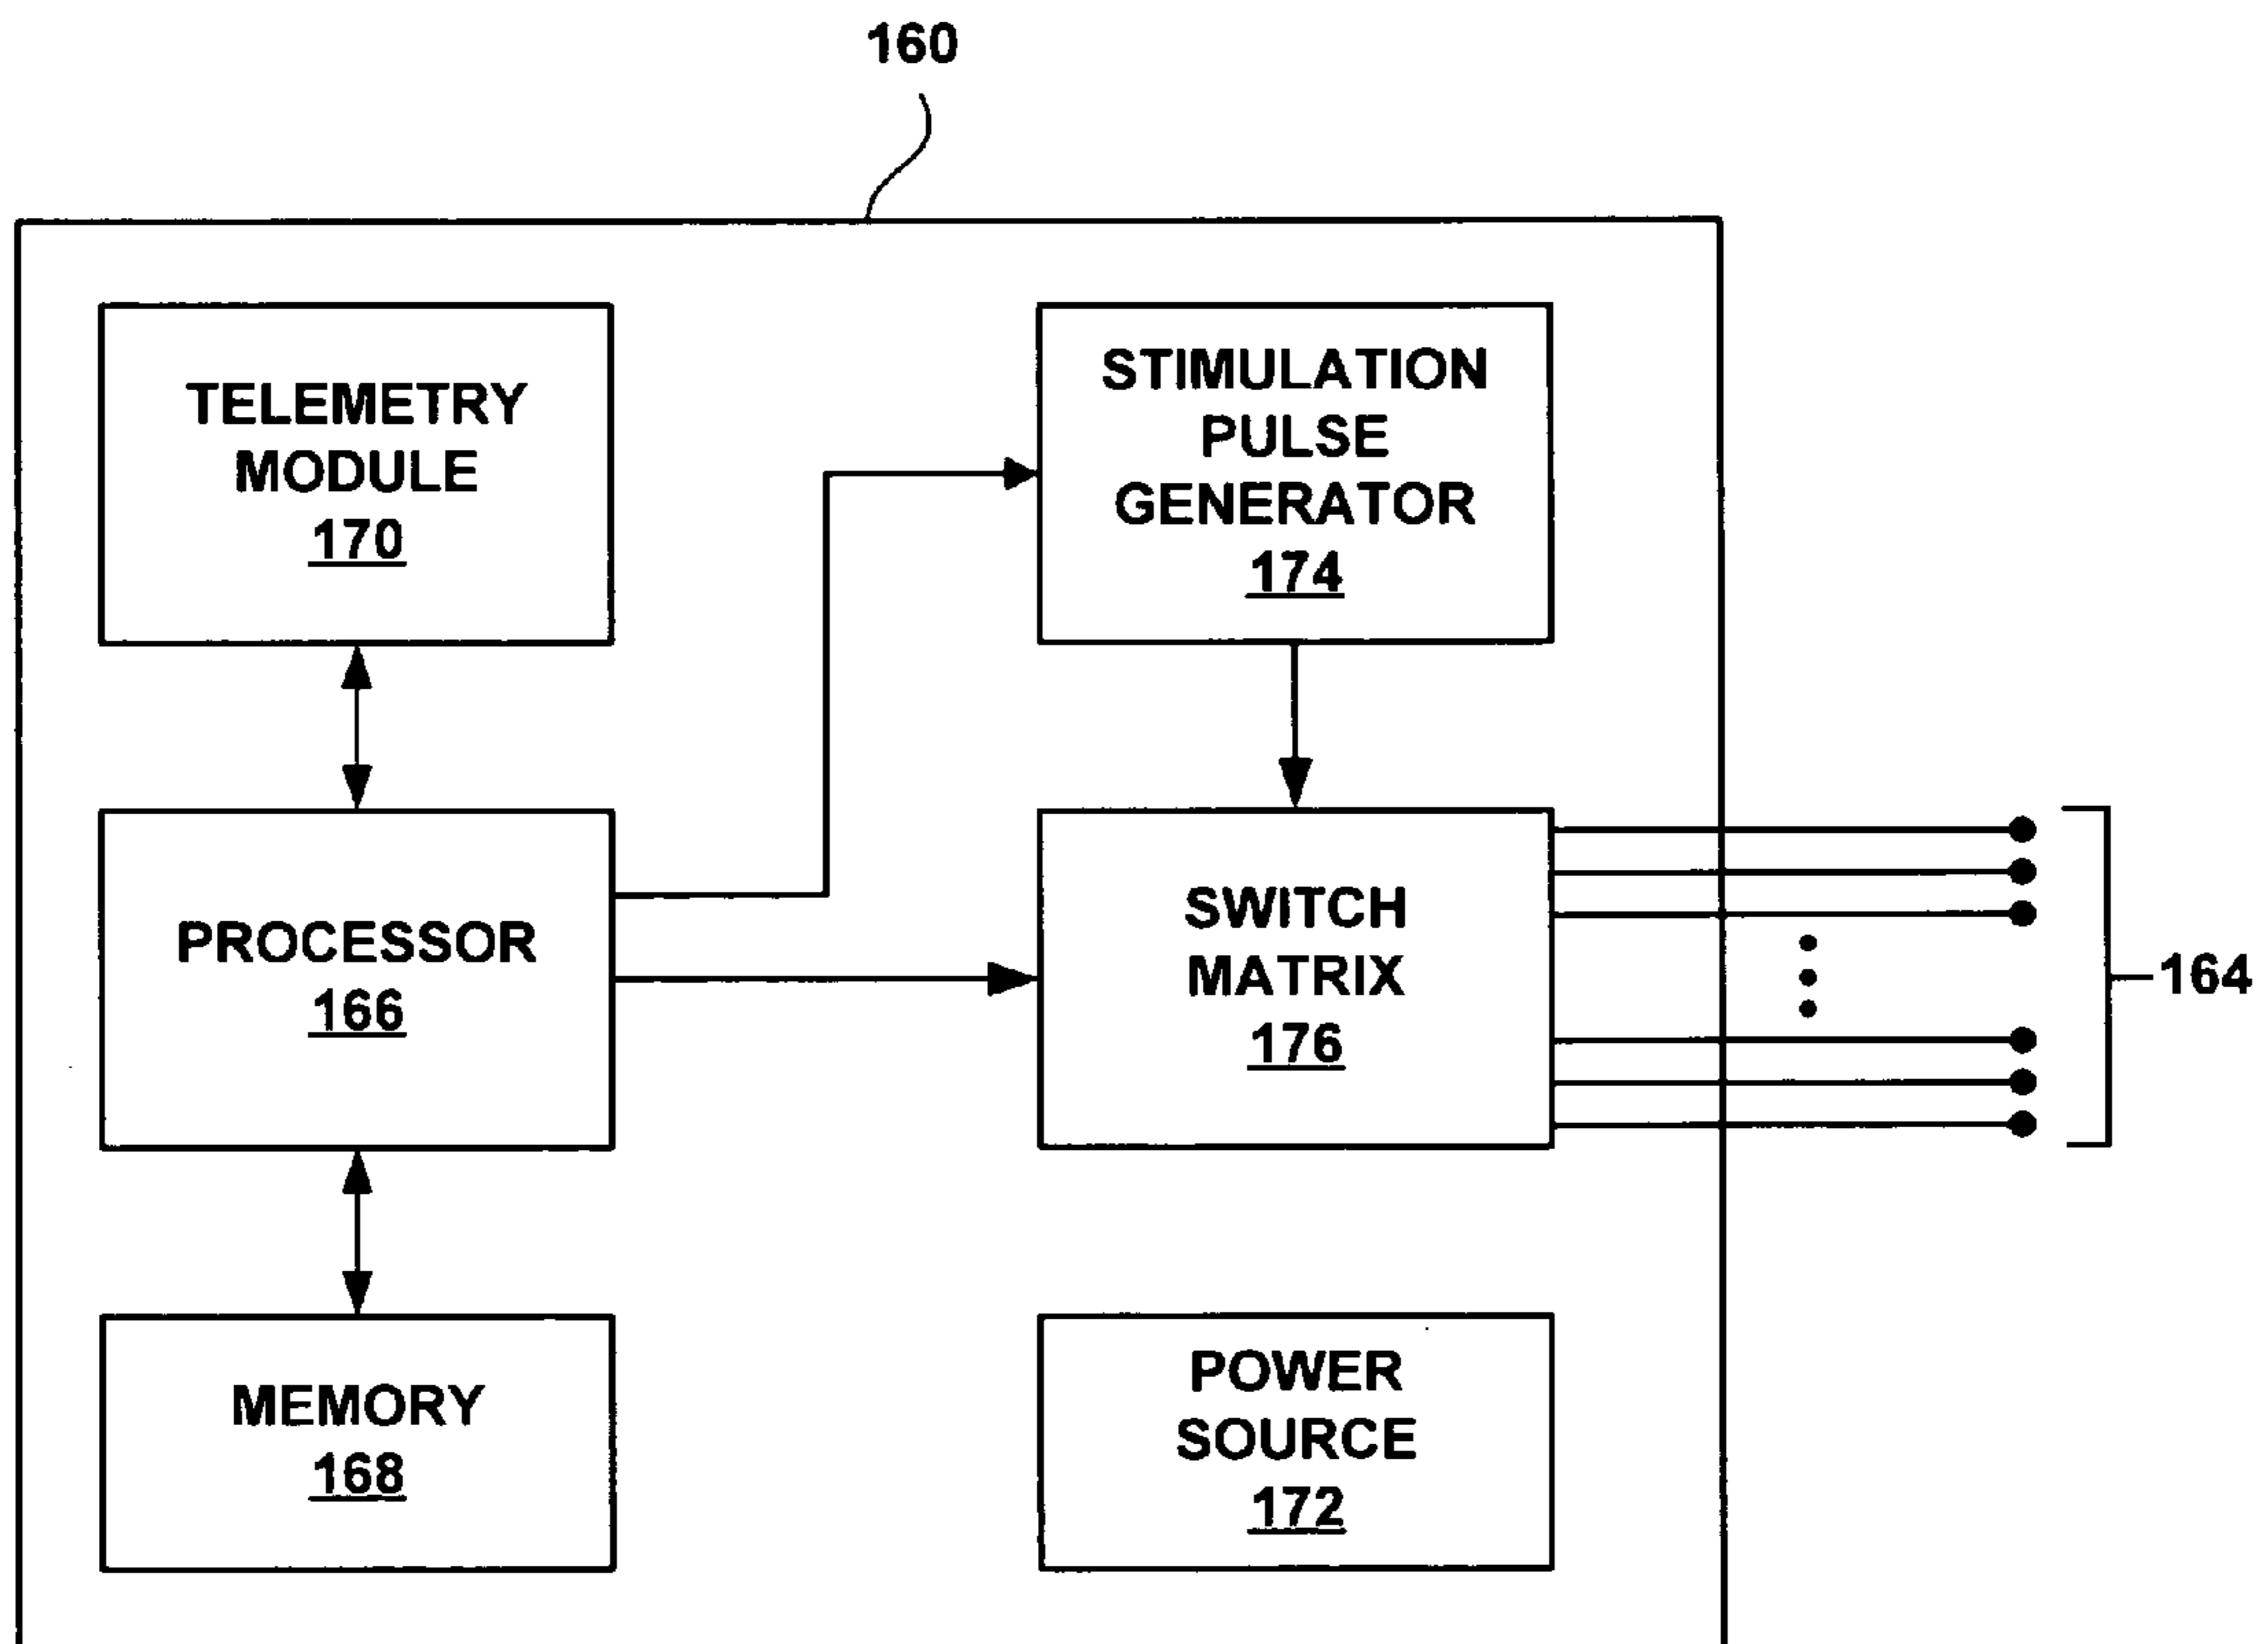 160
TELEMETRY
MODULE
170
STIMULATION
PULSE
GENERATOR
174
PROCESSOR
166
SWITCH
MATRIX
176
164
MEMORY
168
POWER
SOURCE
172